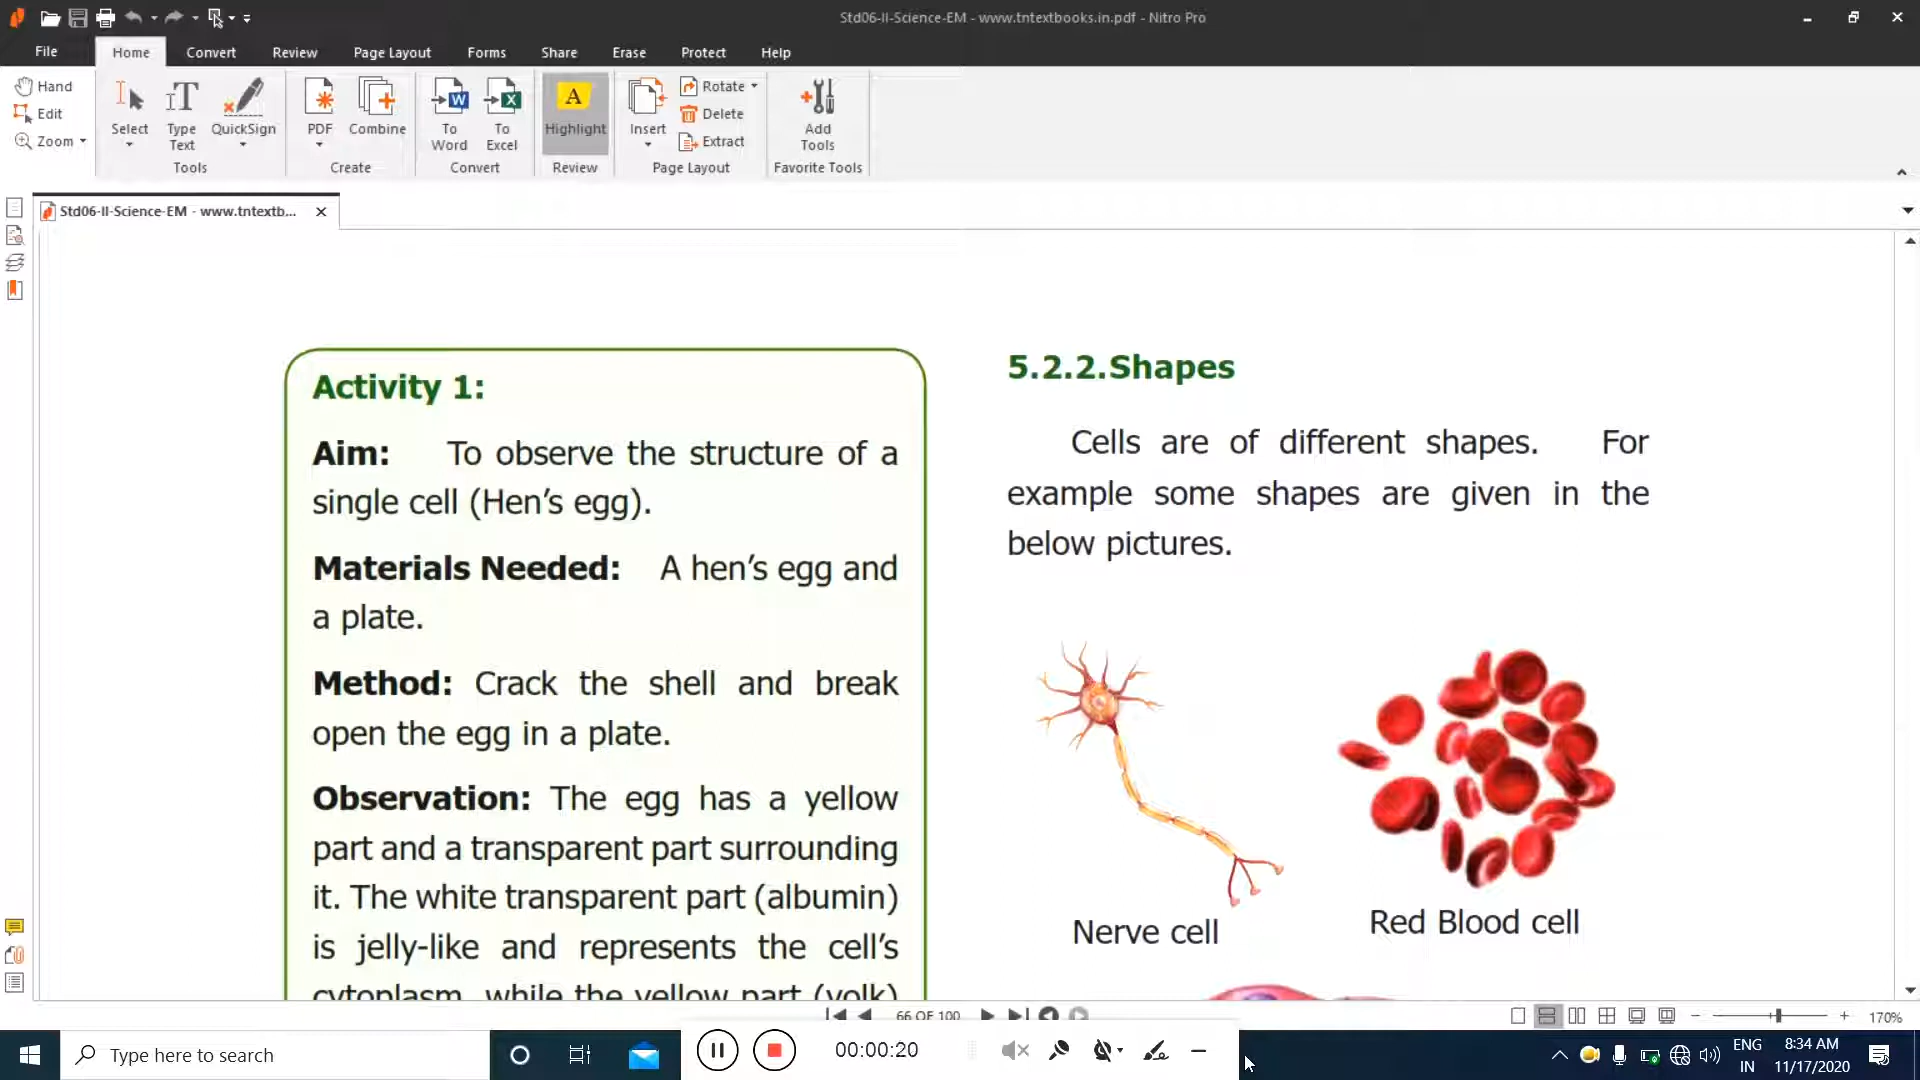 Std06-II-Science-EM - www.tntextbooks.in.pdf - Nitro Pro
File Home Convert Review Page Layout Forms Share Erase Protect Help
Hand
Edit
Zoom
Select
Type
Text
QuickSign
Tools
PDF
Combine
Create
To
Word
To
Excel
Convert
Highlight
Review
Insert
Rotate
Delete
Extract
Page Layout
Add
Tools
Favorite Tools
Std06-II-Science-EM - www.tntextb...
Activity 1:
Aim: To observe the structure of a
single cell (Hen’s egg).
Materials Needed: A hen’s egg and
a plate.
Method: Crack the shell and break
open the egg in a plate.
Observation: The egg has a yellow
part and a transparent part surrounding
it. The white transparent part (albumin)
is jelly-like and represents the cell’s
cytoplasm, while the yellow part (yolk)
5.2.2.Shapes
Cells are of different shapes. For
example some shapes are given in the
below pictures.
Nerve cell
Red Blood cell
66 OF 100
170%
Type here to search
00:00:20
ENG
IN
8:34 AM
11/17/2020